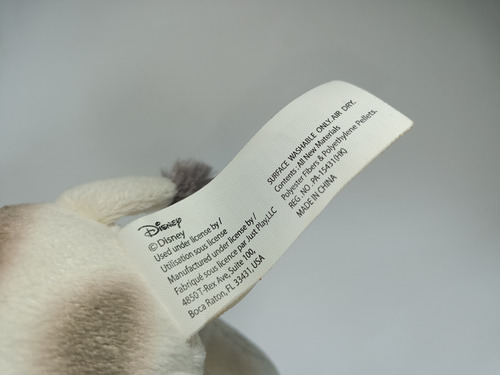 SURFACE WASHABLE ONLY. AIR DRY.
Contents : All New Materials
Polyester Fibers & Polyethylene Pellets.
REG. NO. PA-15431(HK)
MADE IN CHINA
Disney
© Disney
Used under license by /
Utilisation sous license
Manufactured under license by /
Fabriqué sous licence par Just Play,LLC
4850 T-Rex Ave, Suite 100,
Boca Raton, FL 33431, USA